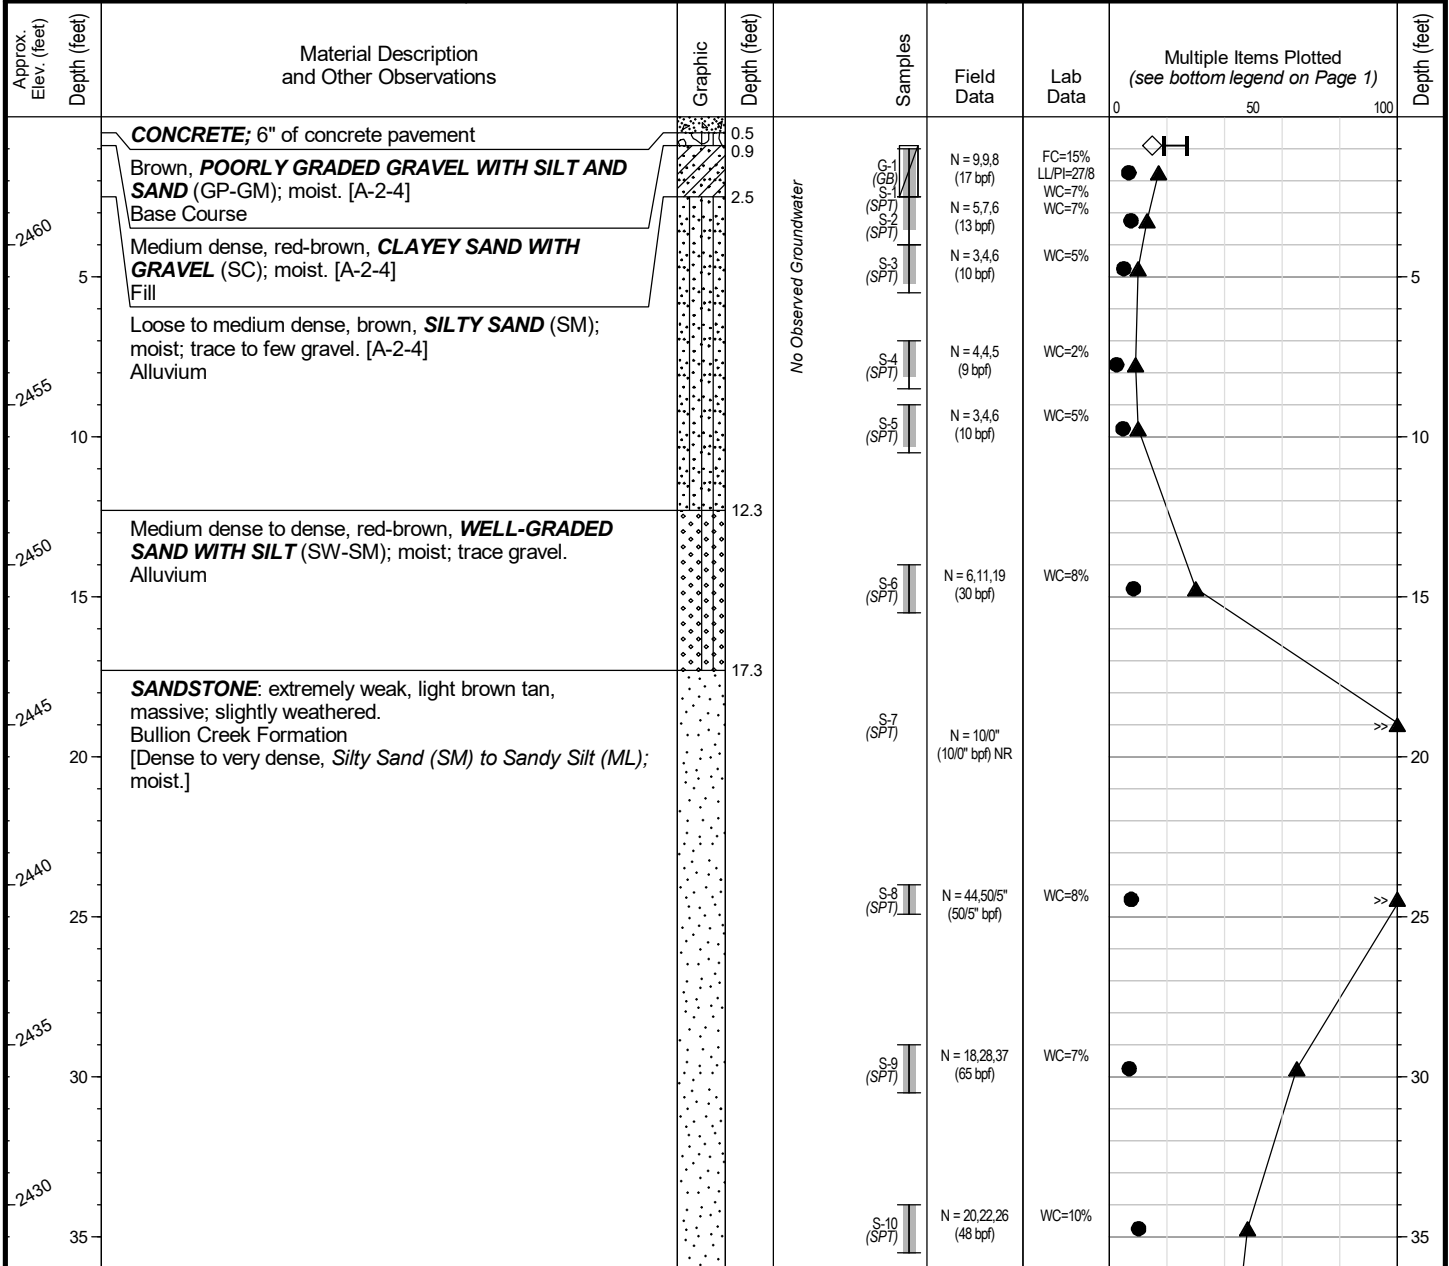 Approx.
Elev. (feet)
Depth (feet)
Material Description
and Other Observations
Graphic
Depth (feet)
Samples
Field
Data
Lab
Data
Multiple Items Plotted
(see bottom legend on Page 1)
0 50 100
Depth (feet)
CONCRETE; 6" of concrete pavement
Brown, POORLY GRADED GRAVEL WITH SILT AND
SAND (GP-GM); moist. [A-2-4]
Base Course
Medium dense, red-brown, CLAYEY SAND WITH
GRAVEL (SC); moist. [A-2-4]
Fill
Loose to medium dense, brown, SILTY SAND (SM);
moist; trace to few gravel. [A-2-4]
Alluvium
Medium dense to dense, red-brown, WELL-GRADED
SAND WITH SILT (SW-SM); moist; trace gravel.
Alluvium
SANDSTONE: extremely weak, light brown tan,
massive; slightly weathered.
Bullion Creek Formation
[Dense to very dense, Silty Sand (SM) to Sandy Silt (ML);
moist.]
2460
2455
2450
2445
2440
2435
2430
5
10
15
20
25
30
35
0.5
0.9
2.5
12.3
17.3
No Observed Groundwater
G-1
(GB)
S-1
(SPT)
S-2
(SPT)
S-3
(SPT)
S-4
(SPT)
S-5
(SPT)
S-6
(SPT)
S-7
(SPT)
S-8
(SPT)
S-9
(SPT)
S-10
(SPT)
N = 9,9,8
(17 bpf)
N = 5,7,6
(13 bpf)
N = 3,4,6
(10 bpf)
N = 4,4,5
(9 bpf)
N = 3,4,6
(10 bpf)
N = 6,11,19
(30 bpf)
N = 10/0"
(10/0" bpf) NR
N = 44,50/5"
(50/5" bpf)
N = 18,28,37
(65 bpf)
N = 20,22,26
(48 bpf)
FC=15%
LL/PI=27/8
WC=7%
WC=7%
WC=5%
WC=2%
WC=5%
WC=8%
WC=8%
WC=7%
WC=10%
>>
>>
5
10
15
20
25
30
35